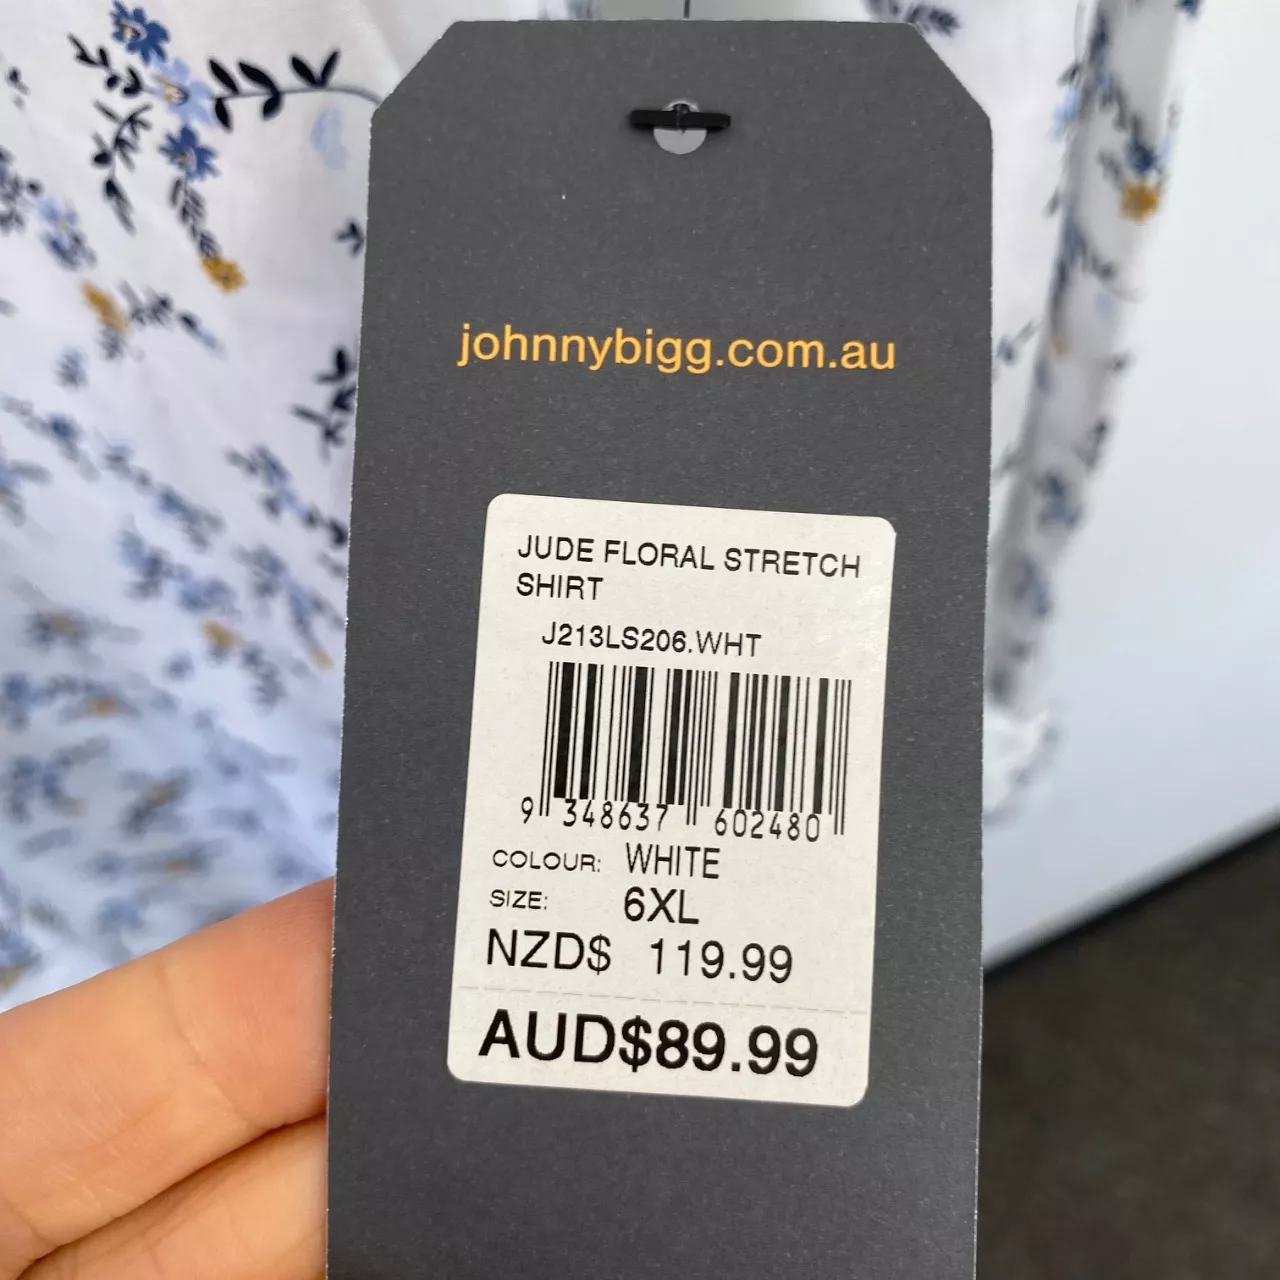 johnnybigg.com.au
JUDE FLORAL STRETCH
SHIRT
J213LS206.WHT
9 348637 602480
COLOUR: WHITE
SIZE: 6XL
NZD$ 119.99
AUD$89.99